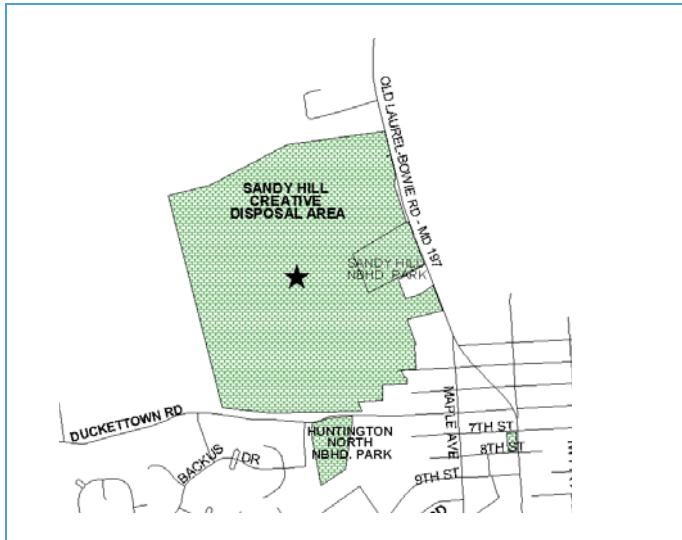 OLD LAUREL-BOWIE RD - MD 197
SANDY HILL
CREATIVE
DISPOSAL AREA
SANDY HILL
NBHD. PARK
DUCKETTOWN RD
HUNTINGTON
NORTH
NBHD. PARK
MAPLE AVE
7TH ST
8TH ST
9TH ST
BACKUS DR